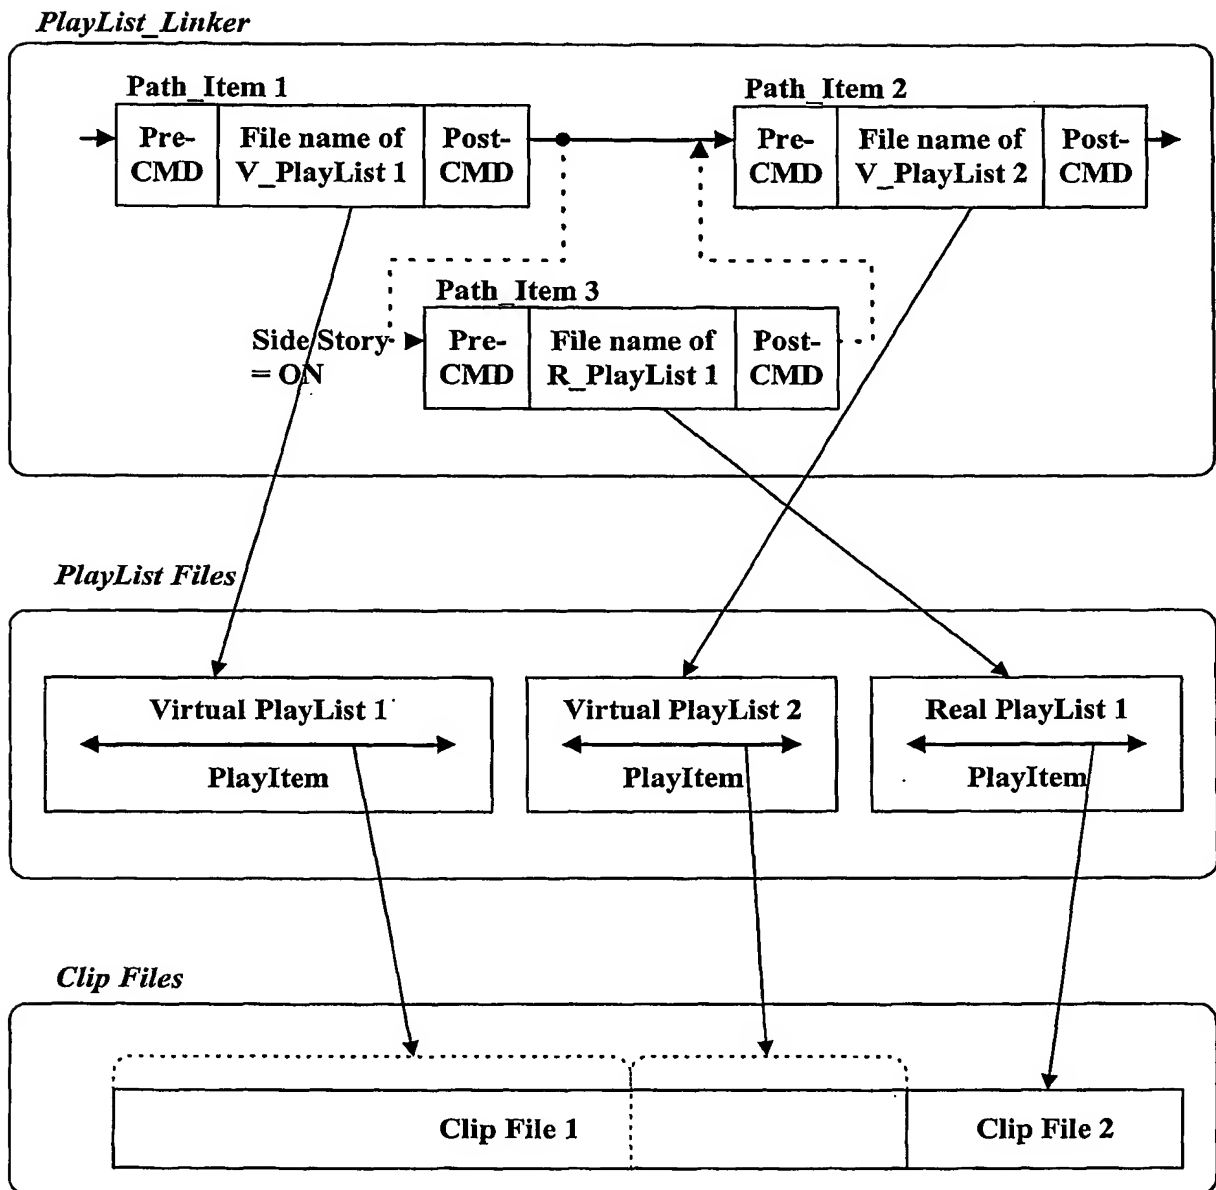 PlayList_Linker
Path_Item 1
Pre-
CMD
File name of
V_PlayList 1
Post-
CMD
Path_Item 2
Pre-
CMD
File name of
V_PlayList 2
Post-
CMD
Path_Item 3
Side Story
= ON
Pre-
CMD
File name of
R_PlayList 1
Post-
CMD
PlayList Files
Virtual PlayList 1
PlayItem
Virtual PlayList 2
PlayItem
Real PlayList 1
PlayItem
Clip Files
Clip File 1
Clip File 2